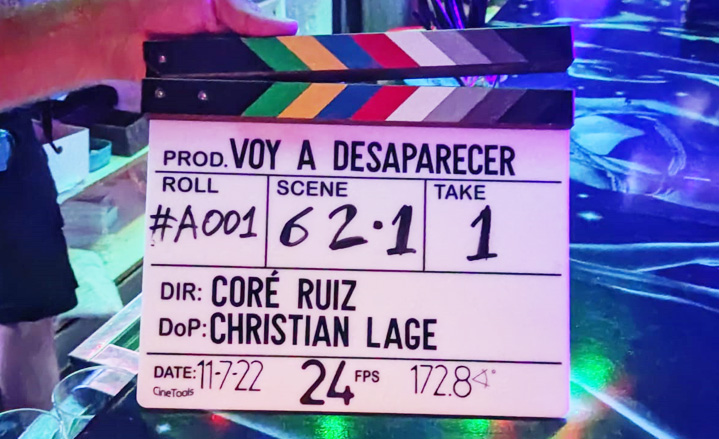 PROD. VOY A DESAPARECER
ROLL SCENE TAKE
#A001 62·1 1
DIR: CORÉ RUIZ
DoP: CHRISTIAN LAGE
DATE: 11-7-22 24 FPS 172.8∢°
CineTools